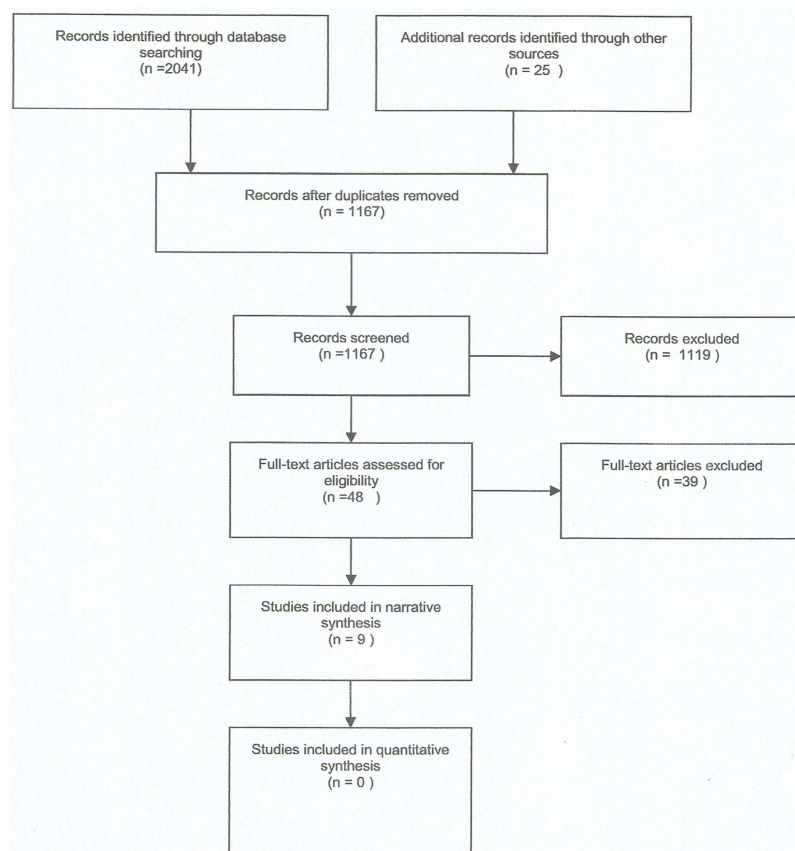 Records identified through database
searching
(n =2041)
Additional records identified through other
sources
(n = 25  )
Records after duplicates removed
(n = 1167)
Records screened
(n =1167 )
Records excluded
(n =  1119 )
Full-text articles assessed for
eligibility
(n =48   )
Full-text articles excluded
(n =39 )
Studies included in narrative
synthesis
(n = 9 )
Studies included in quantitative
synthesis
(n = 0 )